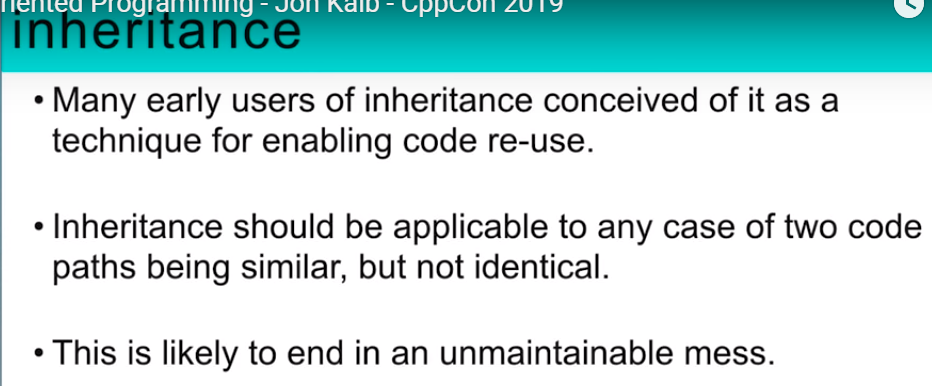 riented Programming - Jon Kalb - CppCon 2019
inheritance
• Many early users of inheritance conceived of it as a
technique for enabling code re-use.
• Inheritance should be applicable to any case of two code
paths being similar, but not identical.
• This is likely to end in an unmaintainable mess.